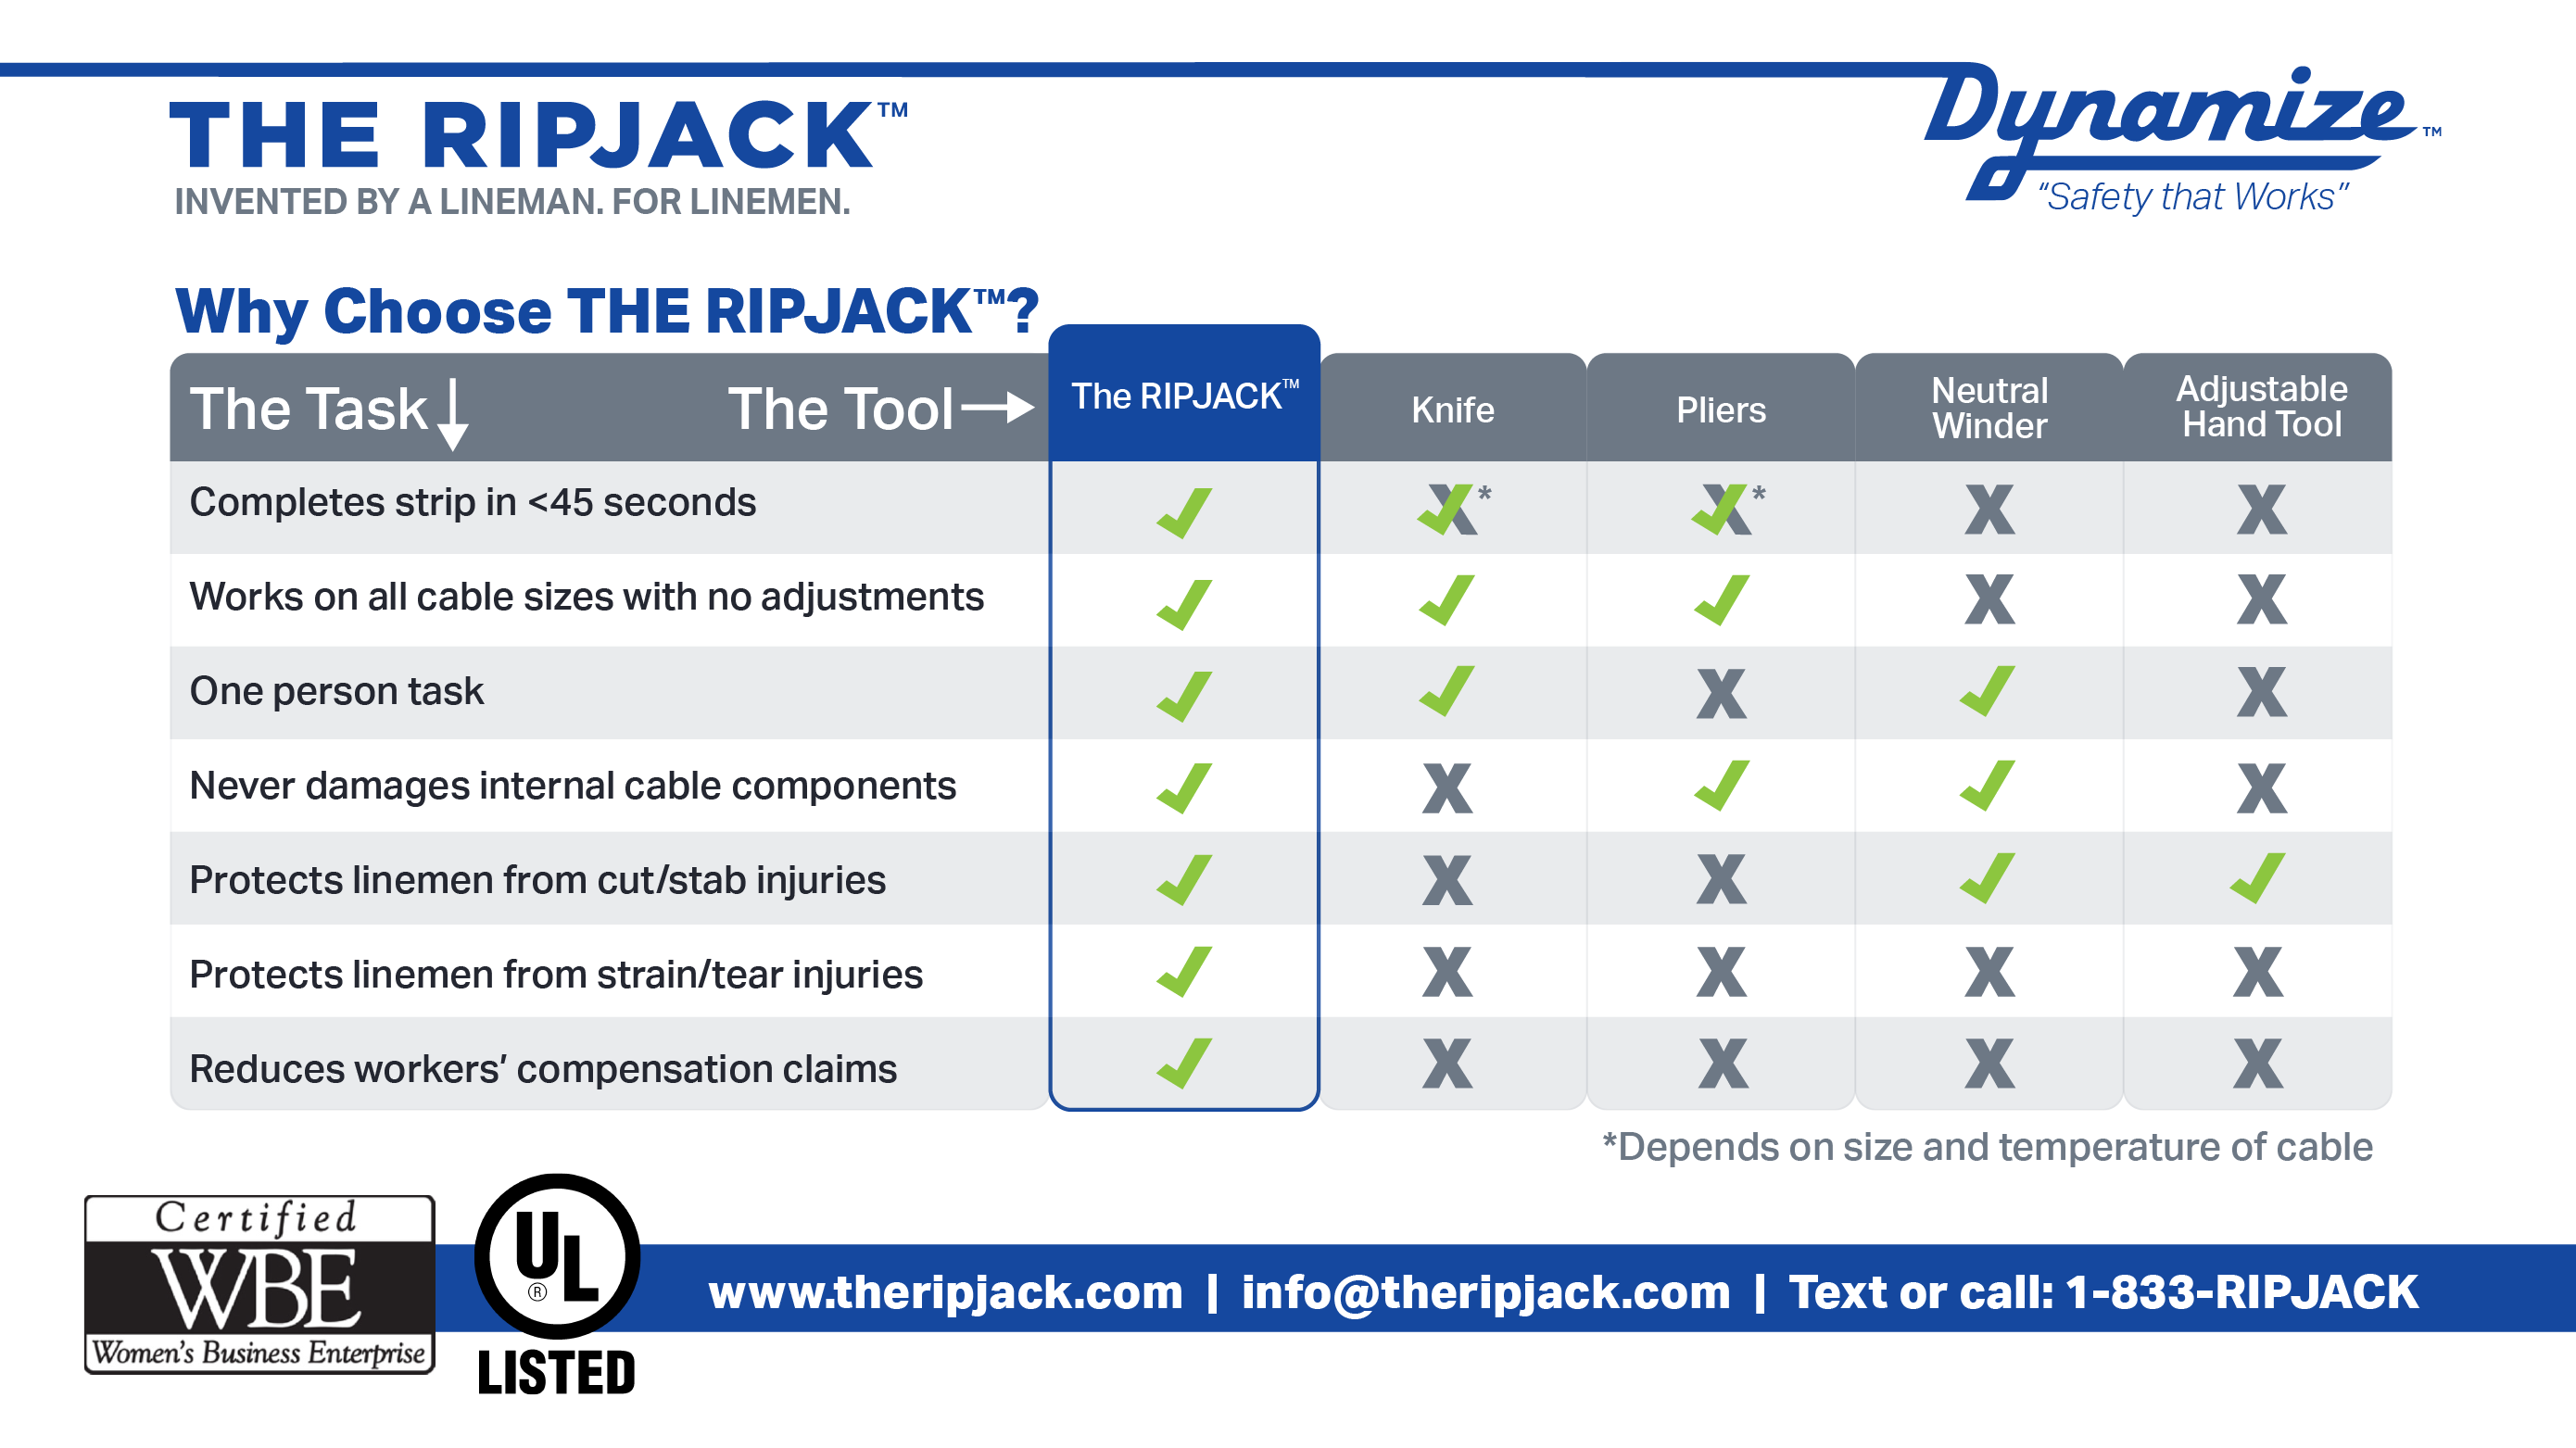 THE RIPJACK™
INVENTED BY A LINEMAN. FOR LINEMEN.
Dynamize™
“Safety that Works”
Why Choose THE RIPJACK™?
The Task The Tool The RIPJACK™ Knife Pliers Neutral Winder Adjustable Hand Tool
Completes strip in <45 seconds X* X* X X
Works on all cable sizes with no adjustments X X
One person task X X
Never damages internal cable components X X
Protects linemen from cut/stab injuries X X
Protects linemen from strain/tear injuries X X X X
Reduces workers’ compensation claims X X X X
*Depends on size and temperature of cable
Certified
WBE
Women's Business Enterprise
UL
®
LISTED
www.theripjack.com | info@theripjack.com | Text or call: 1-833-RIPJACK